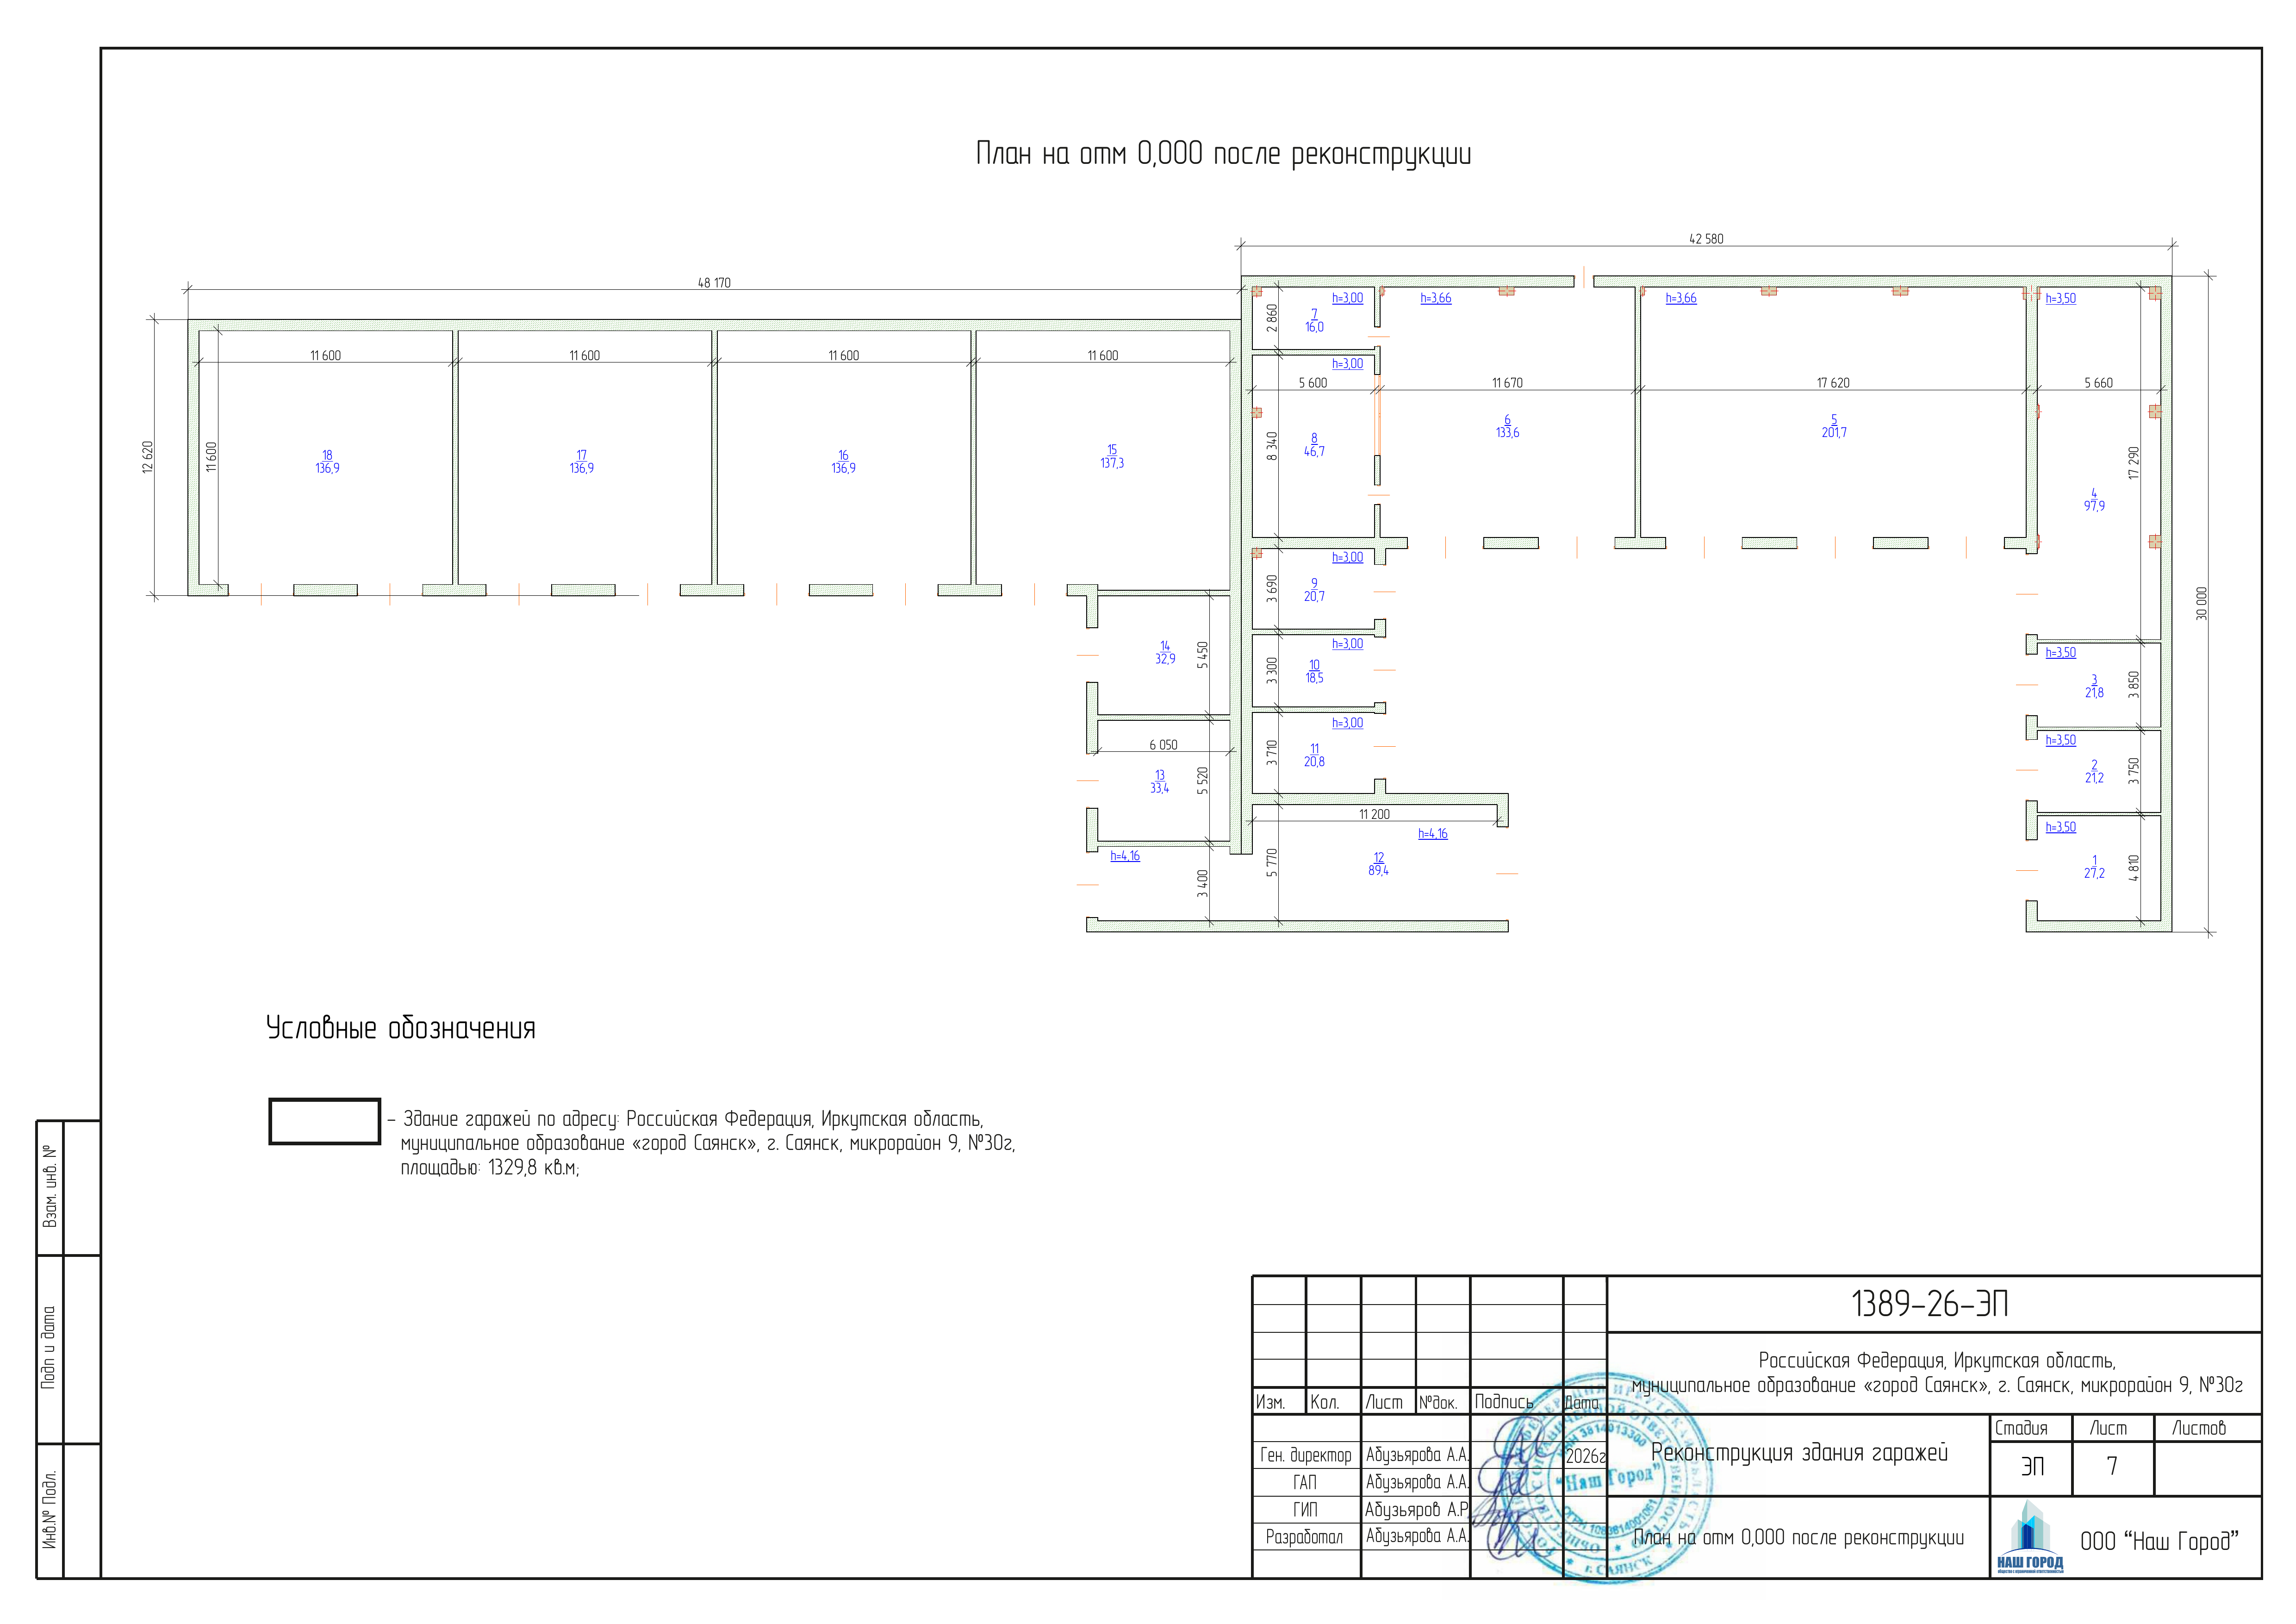 План на отм 0,000 после реконструкции
42 580
48 170
h=3,00
h=3,66
h=3,66
h=3,50
2 860
7
16,0
11 600
11 600
11 600
11 600
h=3,00
5 600
11 670
17 620
5 660
12 620
11 600
18
136,9
17
136,9
16
136,9
15
137,3
8 340
8
46,7
6
133,6
5
201,7
17 290
4
97,9
30 000
h=3,00
3 690
9
20,7
14
32,9
5 450
h=3,00
3 300
10
18,5
h=3,50
3
21,8
3 850
h=3,00
3 710
11
20,8
6 050
13
33,4
5 520
h=3,50
2
21,2
3 750
11 200
h=4,16
h=4,16
3 400
5 770
12
89,4
h=3,50
1
27,2
4 810
Условные обозначения
- Здание гаражей по адресу: Российская Федерация, Иркутская область,
муниципальное образование «город Саянск», г. Саянск, микрорайон 9, №30г,
площадью: 1329,8 кв.м;
Взам. инв. №
Подп и дата
Инв.№ Подл.
1389-26-ЭП
Российская Федерация, Иркутская область,
муниципальное образование «город Саянск», г. Саянск, микрорайон 9, №30г
Изм.
Кол.
Лист
№док.
Подпись
Дата
Реконструкция здания гаражей
Стадия
Лист
Листов
ЭП
7
Ген. директор
Абузьярова А.А.
2026г
ГАП
Абузьярова А.А.
ГИП
Абузьяров А.Р.
Разработал
Абузьярова А.А.
План на отм 0,000 после реконструкции
НАШ ГОРОД
ООО “Наш Город”
“Наш Город”
г. САЯНСК